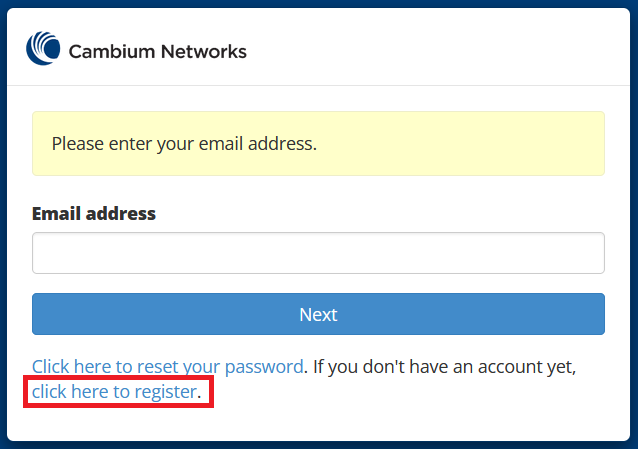 Cambium Networks
Please enter your email address.
Email address
Next
Click here to reset your password. If you don't have an account yet,
click here to register.